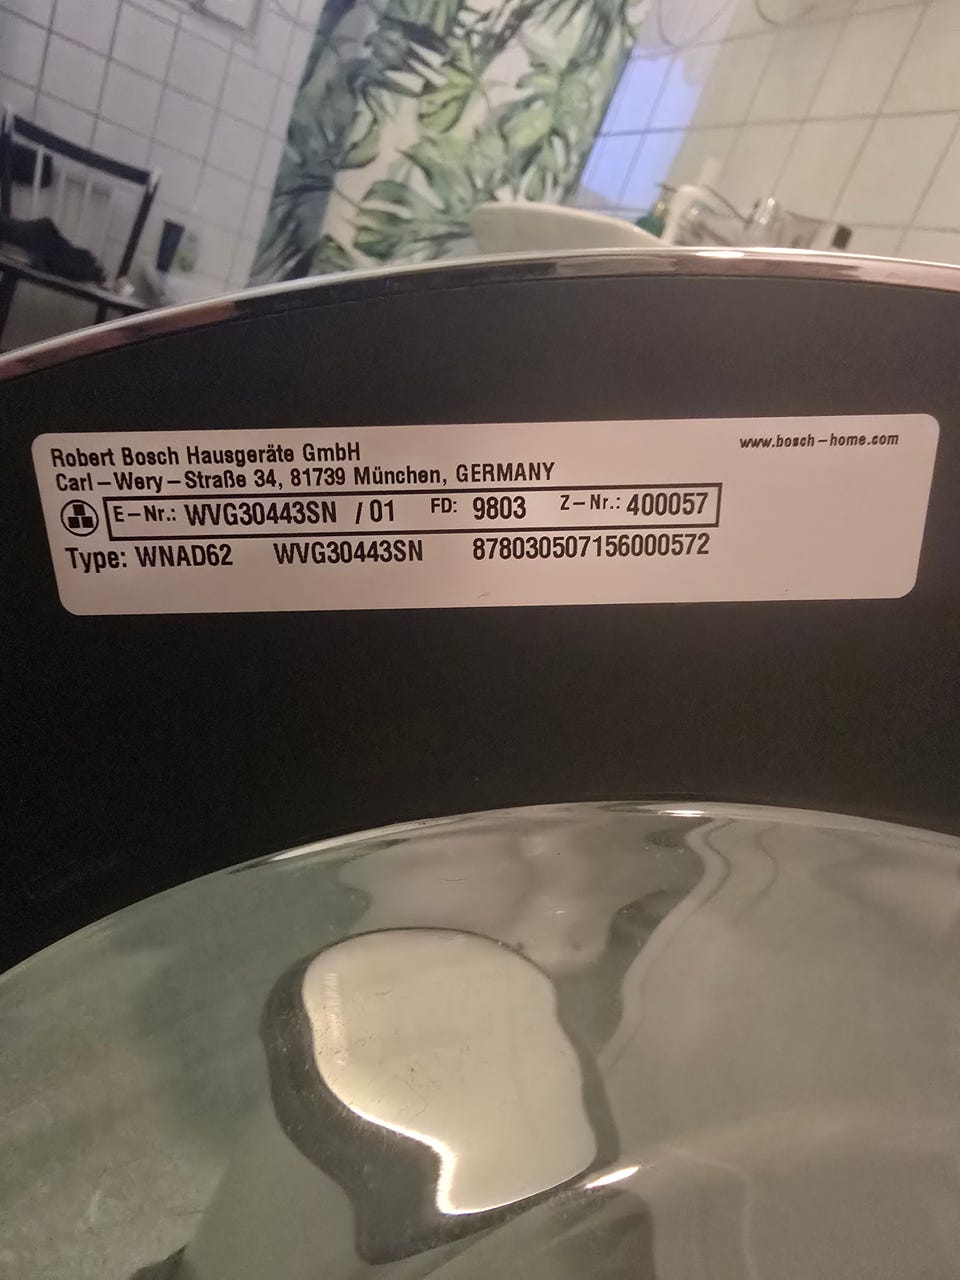 Robert Bosch Hausgeräte GmbH
www.bosch-home.com
Carl-Wery-Straße 34, 81739 München, GERMANY
E-Nr.: WVG30443SN / 01 FD: 9803 Z-Nr.: 400057
Type: WNAD62 WVG30443SN 878030507156000572